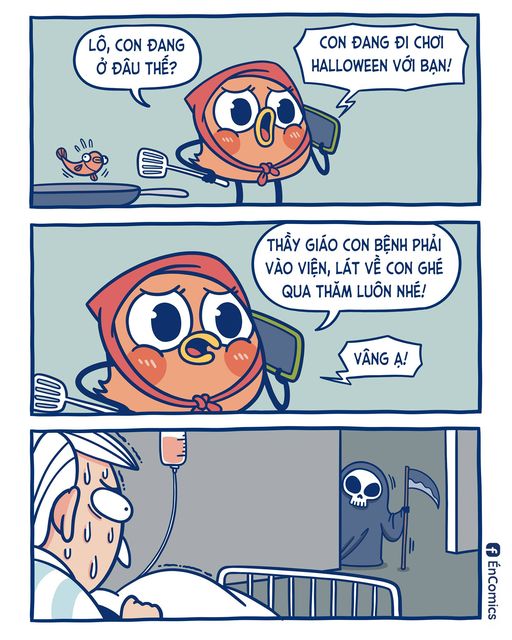 LÔ, CON ĐANG
Ở ĐÂU THẾ?
CON ĐANG ĐI CHƠI
HALLOWEEN VỚI BẠN!
THẦY GIÁO CON BỆNH PHẢI
VÀO VIỆN, LÁT VỀ CON GHÉ
QUA THĂM LUÔN NHÉ!
VÂNG Ạ!
ÉnComics